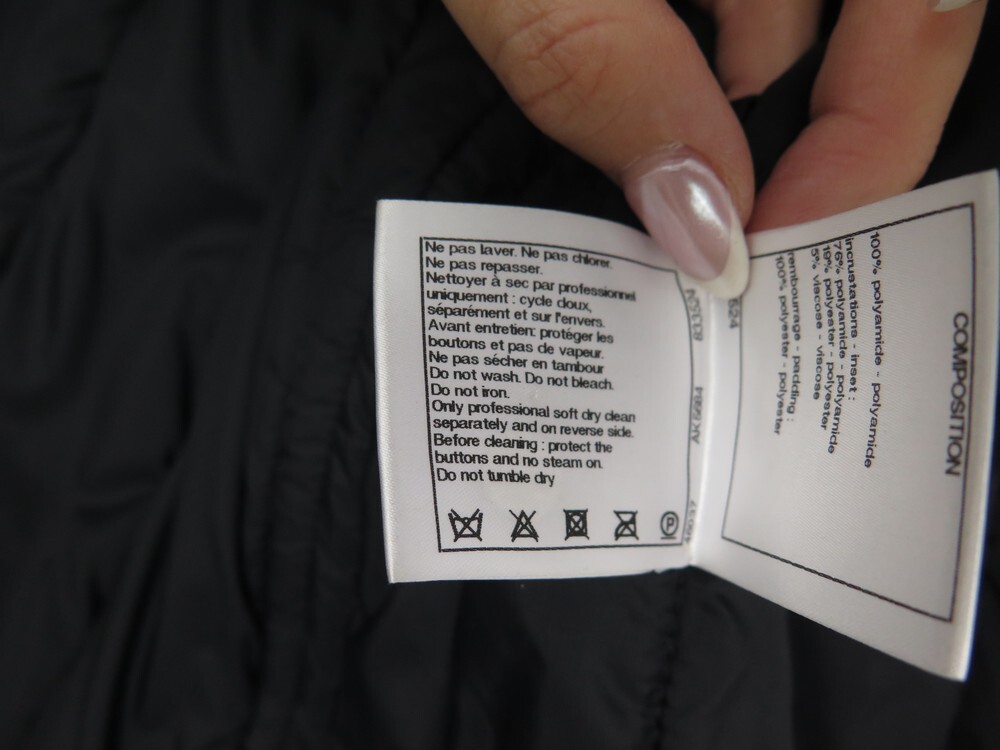 Ne pas laver. Ne pas chlorer.
Ne pas repasser.
Nettoyer à sec par professionnel
uniquement : cycle doux,
séparément et sur l'envers.
Avant entretien: protéger les
boutons et pas de vapeur.
Ne pas sécher en tambour
Do not wash. Do not bleach.
Do not iron.
Only professional soft dry clean
separately and on reverse side.
Before cleaning : protect the
buttons and no steam on.
Do not tumble dry
P
COMPOSITION
100% polyamide - polyamide
incrustations - inset :
76% polyamide - polyamide
19% polyester - polyester
5% viscose - viscose
rembourrage - padding :
100% polyester - polyester